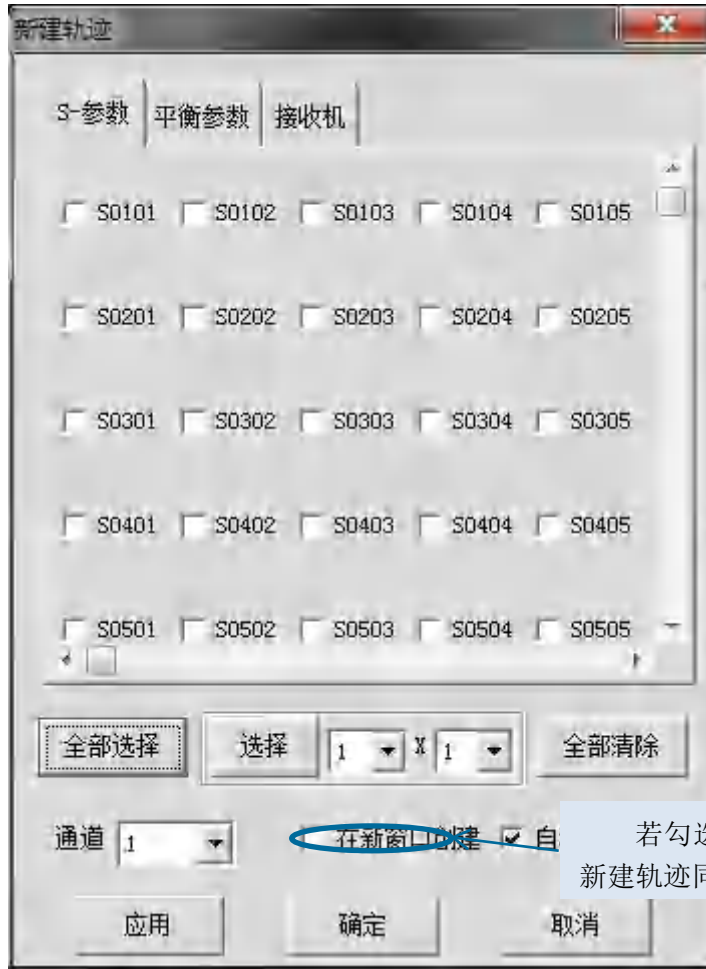 新建轨迹
S-参数 平衡参数 接收机
S0101 S0102 S0103 S0104 S0105
S0201 S0202 S0203 S0204 S0205
S0301 S0302 S0303 S0304 S0305
S0401 S0402 S0403 S0404 S0405
S0501 S0502 S0503 S0504 S0505
全部选择 选择 1 X 1 全部清除
通道 1 在新窗口创建 自
若勾选
新建轨迹同
应用 确定 取消